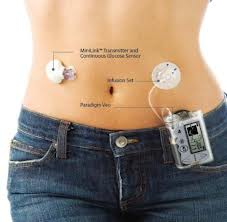 MiniLink™ Transmitter and
Continuous Glucose Sensor
Infusion Set
Paradigm Veo